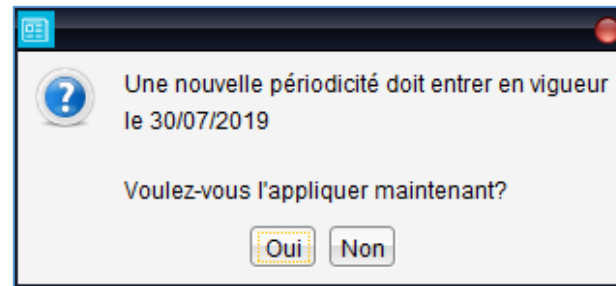 Une nouvelle périodicité doit entrer en vigueur
le 30/07/2019
Voulez-vous l'appliquer maintenant?
Oui Non